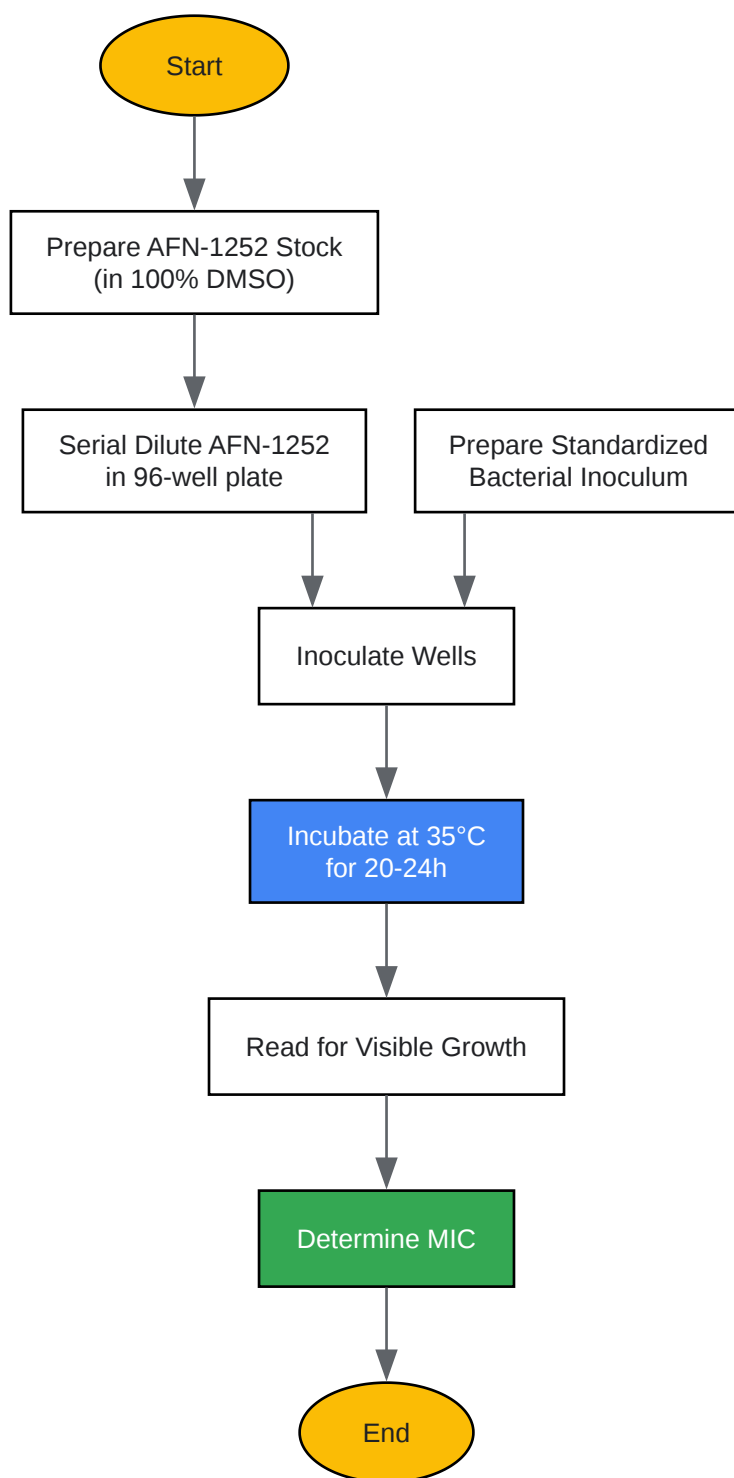 Start
Prepare AFN-1252 Stock
(in 100% DMSO)
Serial Dilute AFN-1252
in 96-well plate
Prepare Standardized
Bacterial Inoculum
Inoculate Wells
Incubate at 35°C
for 20-24h
Read for Visible Growth
Determine MIC
End